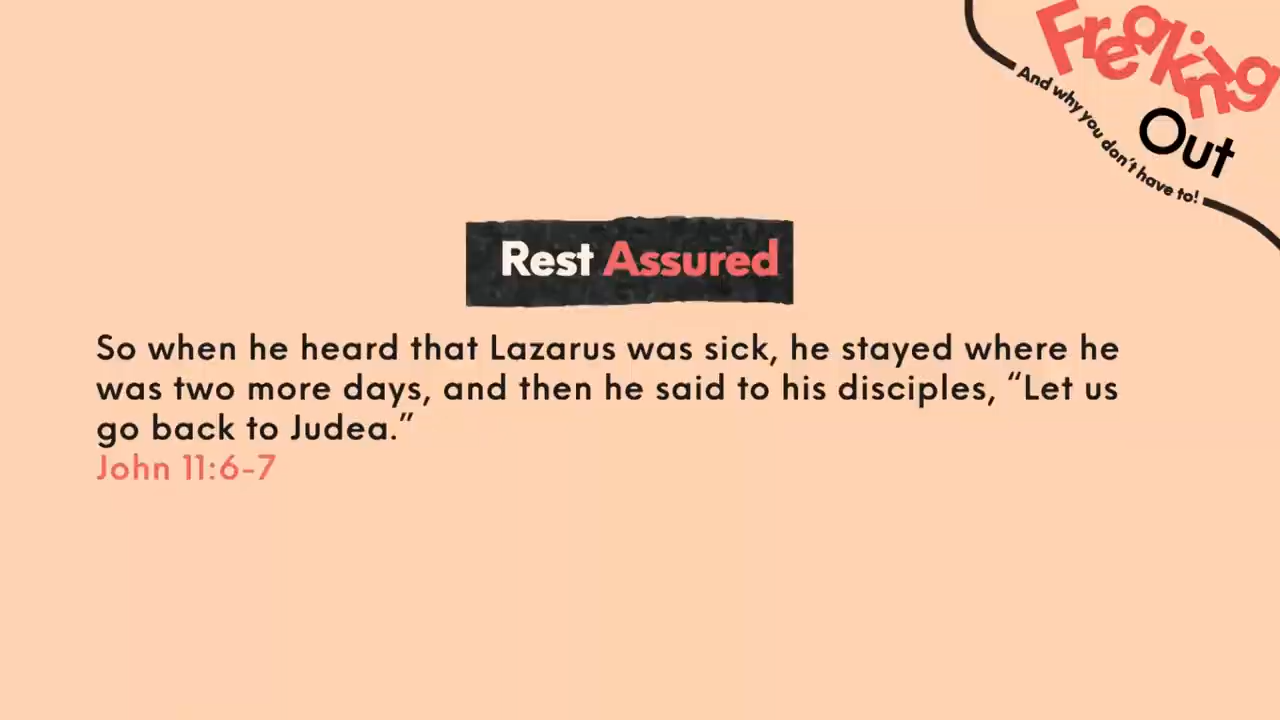 Freaking
Out
And why you don't have to!
Rest Assured
So when he heard that Lazarus was sick, he stayed where he
was two more days, and then he said to his disciples, “Let us
go back to Judea.”
John 11:6-7